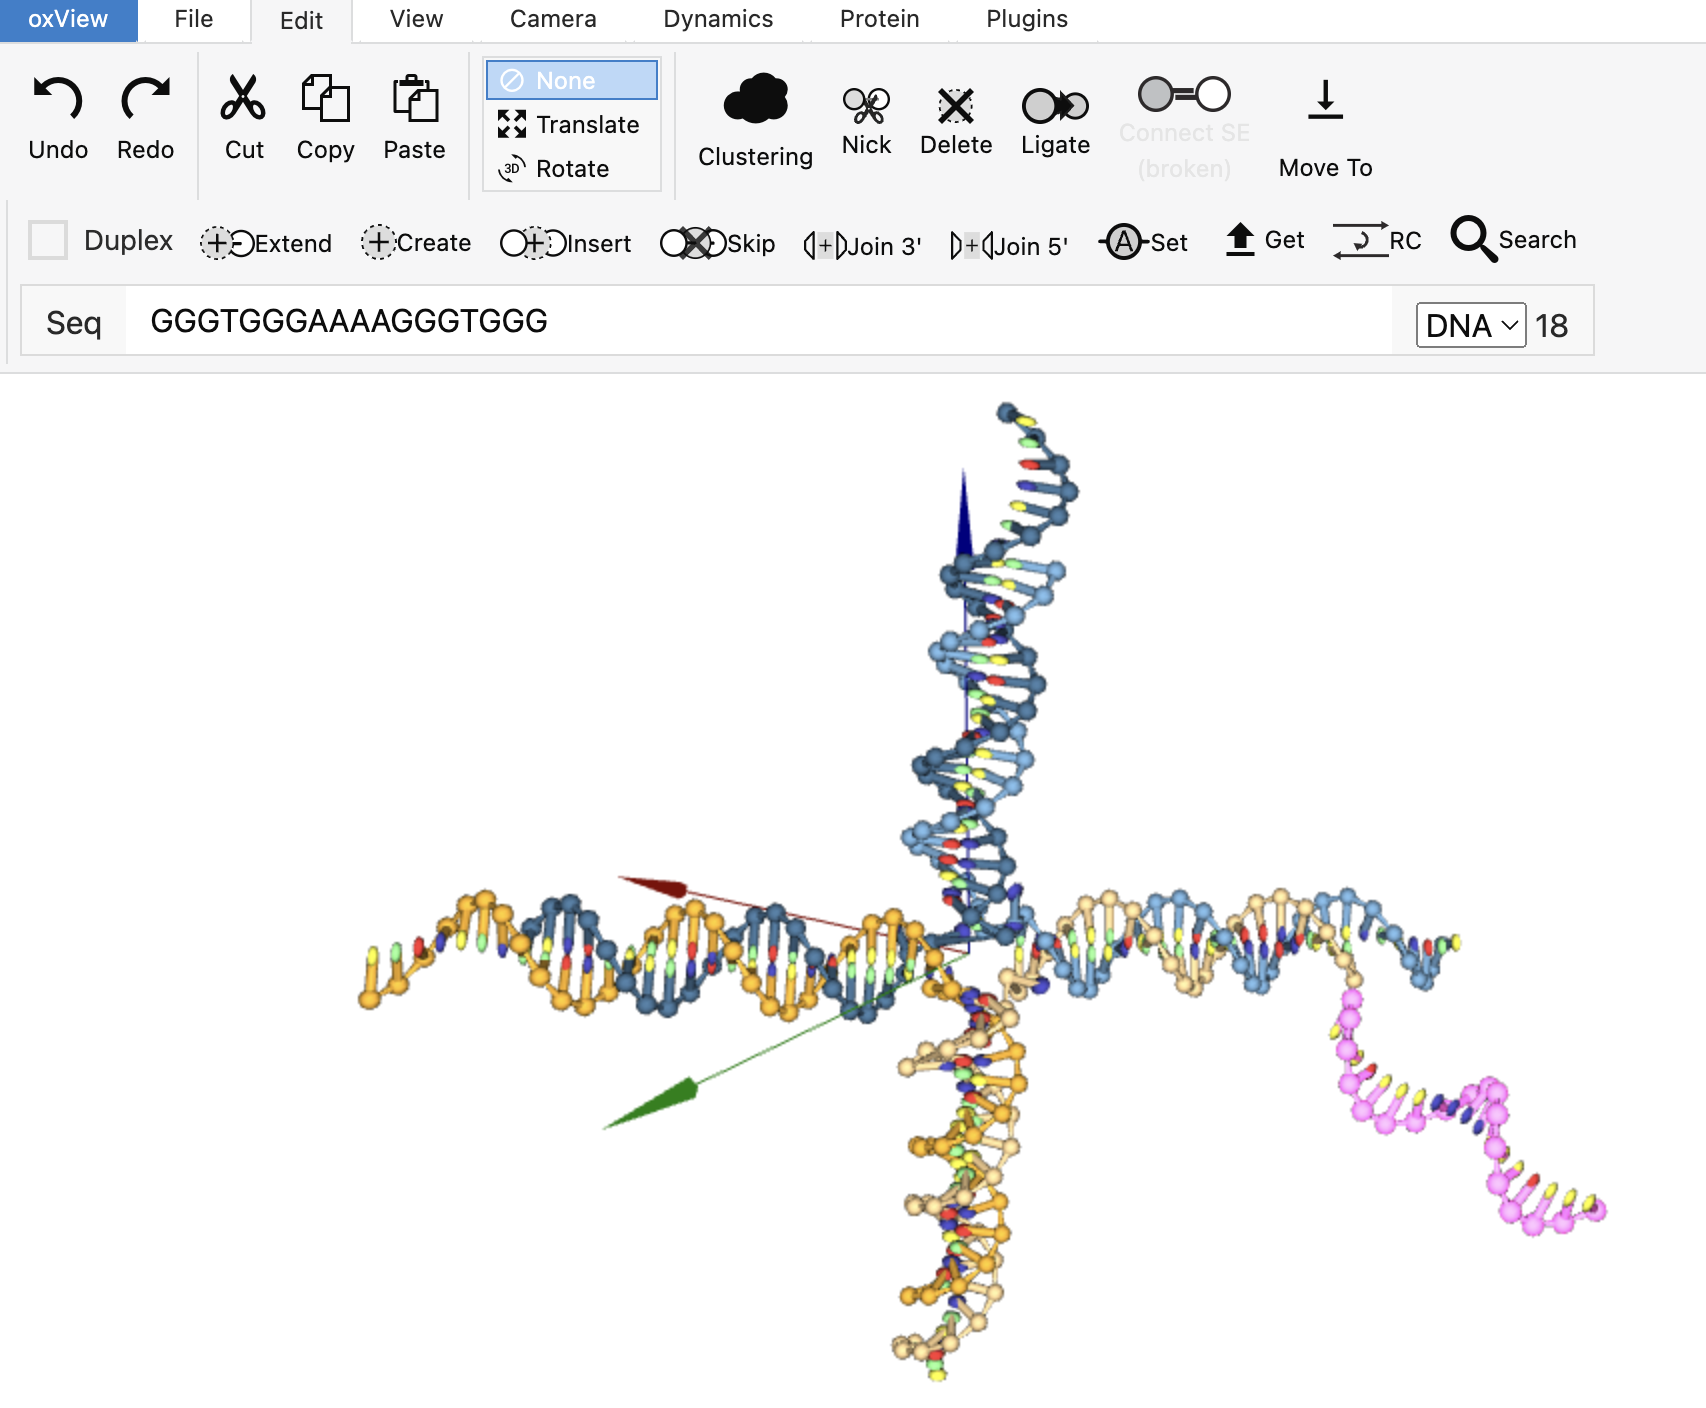 oxView File Edit View Camera Dynamics Protein Plugins
None
Translate
3D Rotate
Undo Redo Cut Copy Paste Clustering Nick Delete Ligate Connect SE
(broken) Move To
Duplex Extend Create Insert Skip Join 3' Join 5' A Set Get RC Search
Seq GGGTGGGAAAAGGGTGGG DNA 18